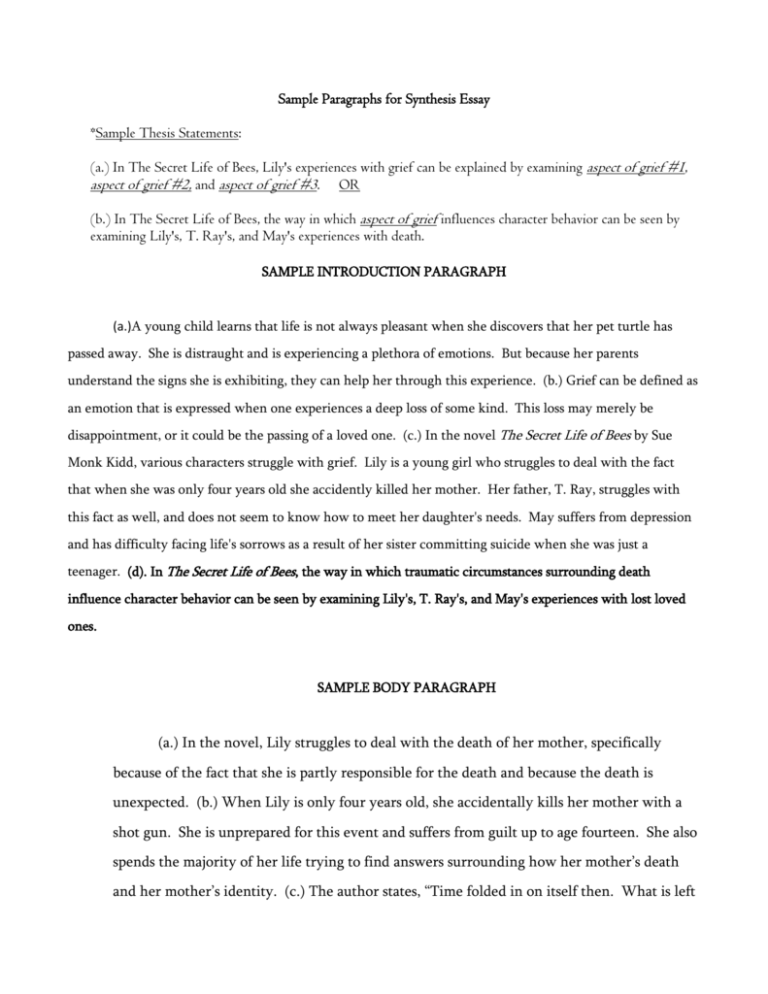 Sample Paragraphs for Synthesis Essay
*Sample Thesis Statements:
(a.) In The Secret Life of Bees, Lily's experiences with grief can be explained by examining aspect of grief #1,
aspect of grief #2, and aspect of grief #3. OR
(b.) In The Secret Life of Bees, the way in which aspect of grief influences character behavior can be seen by
examining Lily's, T. Ray's, and May's experiences with death.
SAMPLE INTRODUCTION PARAGRAPH
(a.)A young child learns that life is not always pleasant when she discovers that her pet turtle has
passed away. She is distraught and is experiencing a plethora of emotions. But because her parents
understand the signs she is exhibiting, they can help her through this experience. (b.) Grief can be defined as
an emotion that is expressed when one experiences a deep loss of some kind. This loss may merely be
disappointment, or it could be the passing of a loved one. (c.) In the novel The Secret Life of Bees by Sue
Monk Kidd, various characters struggle with grief. Lily is a young girl who struggles to deal with the fact
that when she was only four years old she accidently killed her mother. Her father, T. Ray, struggles with
this fact as well, and does not seem to know how to meet her daughter's needs. May suffers from depression
and has difficulty facing life's sorrows as a result of her sister committing suicide when she was just a
teenager. (d). In The Secret Life of Bees, the way in which traumatic circumstances surrounding death
influence character behavior can be seen by examining Lily's, T. Ray's, and May's experiences with lost loved
ones.
SAMPLE BODY PARAGRAPH
(a.) In the novel, Lily struggles to deal with the death of her mother, specifically
because of the fact that she is partly responsible for the death and because the death is
unexpected. (b.) When Lily is only four years old, she accidentally kills her mother with a
shot gun. She is unprepared for this event and suffers from guilt up to age fourteen. She also
spends the majority of her life trying to find answers surrounding how her mother’s death
and her mother’s identity. (c.) The author states, “Time folded in on itself then. What is left